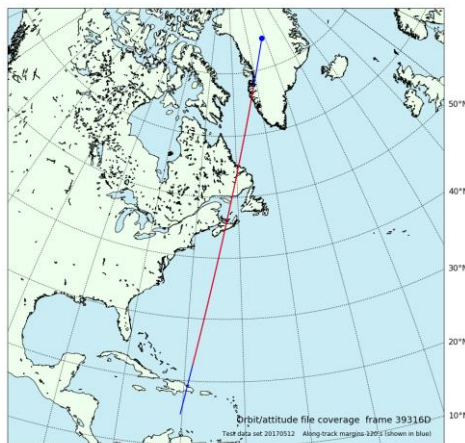 50°N
40°N
30°N
20°N
10°N
Orbit/attitude file coverage frame 39316D
Test data set 20170512 Along-track margins 120 s (shown in blue)